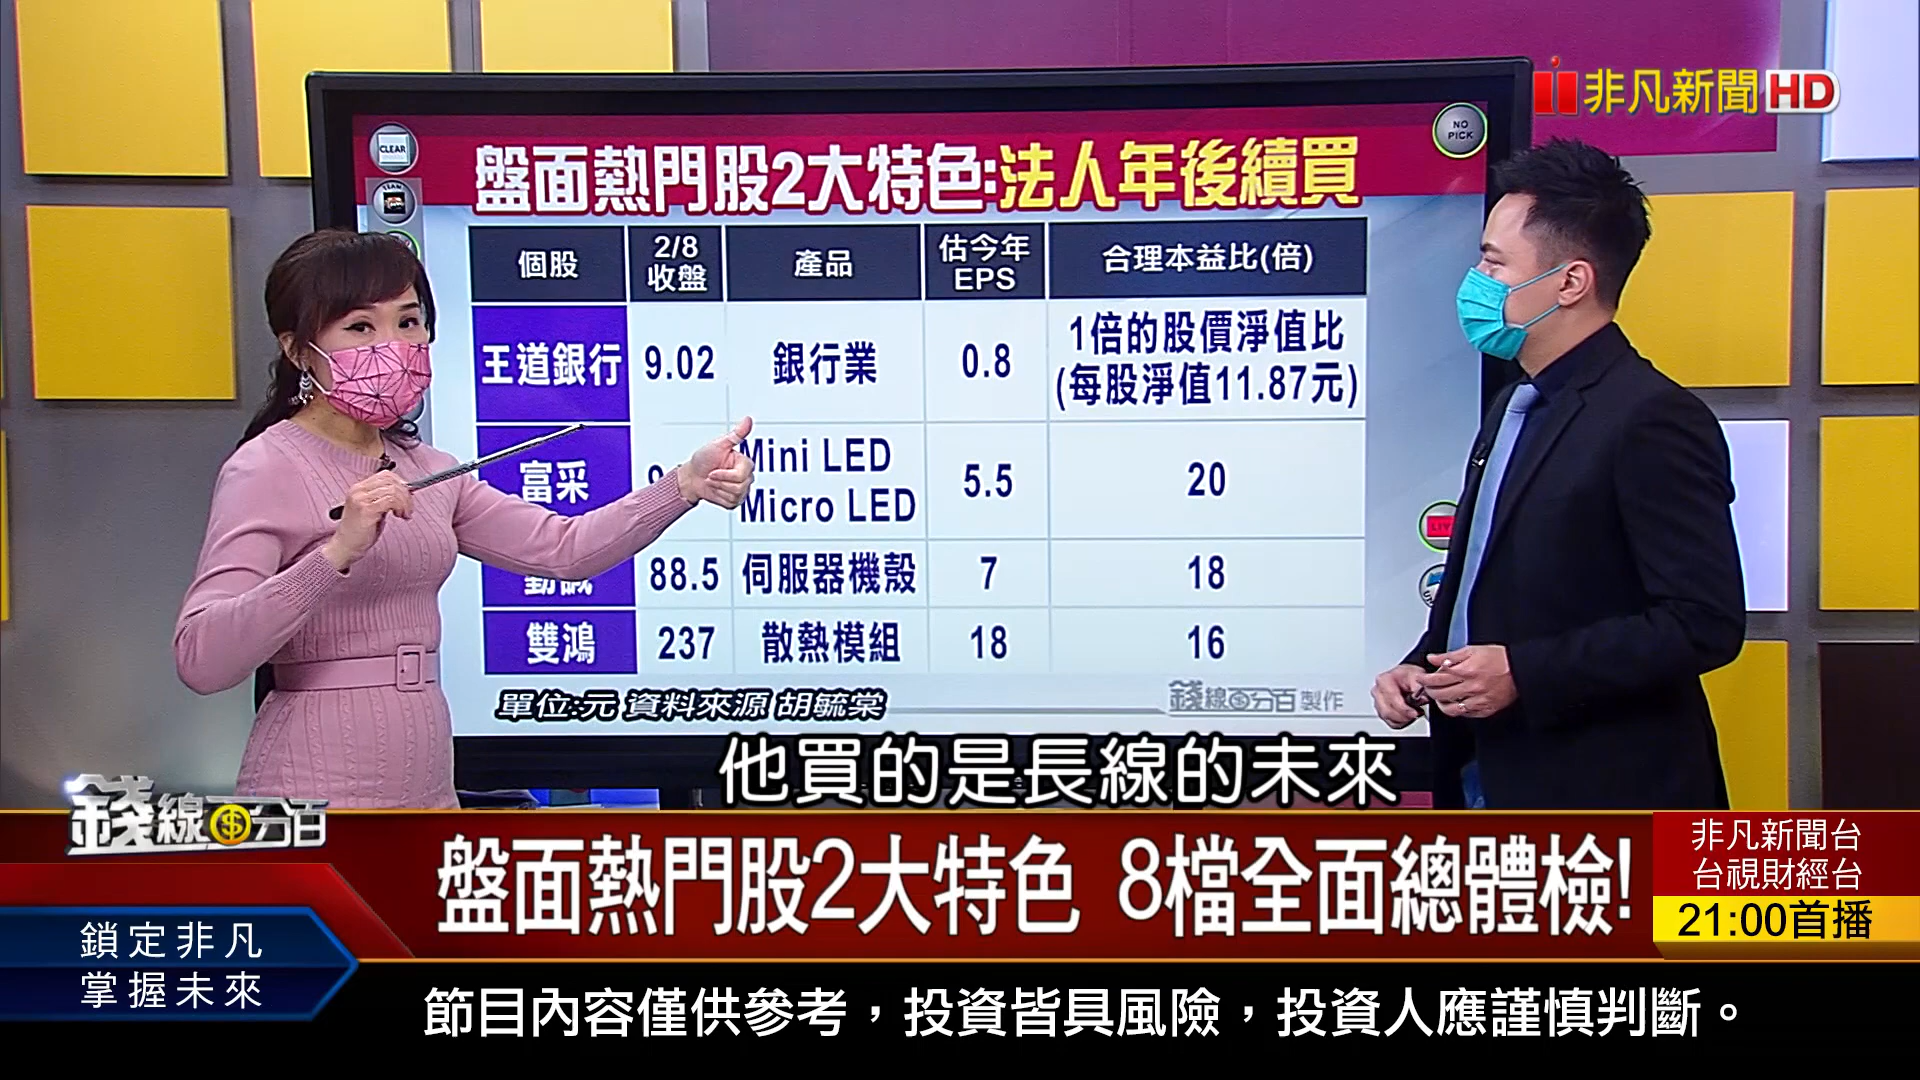 非凡新聞HD
CLEAR
NO
PICK
盤面熱門股2大特色:法人年後續買
個股 2/8收盤 產品 估今年EPS 合理本益比(倍)
王道銀行 9.02 銀行業 0.8 1倍的股價淨值比
(每股淨值11.87元)
富采 Mini LED
Micro LED 5.5 20
勤誠 88.5 伺服器機殼 7 18
雙鴻 237 散熱模組 18 16
單位:元 資料來源 胡毓棠
錢線百分百 製作
他買的是長線的未來
錢線百分百
盤面熱門股2大特色 8檔全面總體檢!
非凡新聞台
台視財經台
21:00首播
鎖定非凡
掌握未來
節目內容僅供參考，投資皆具風險，投資人應謹慎判斷。